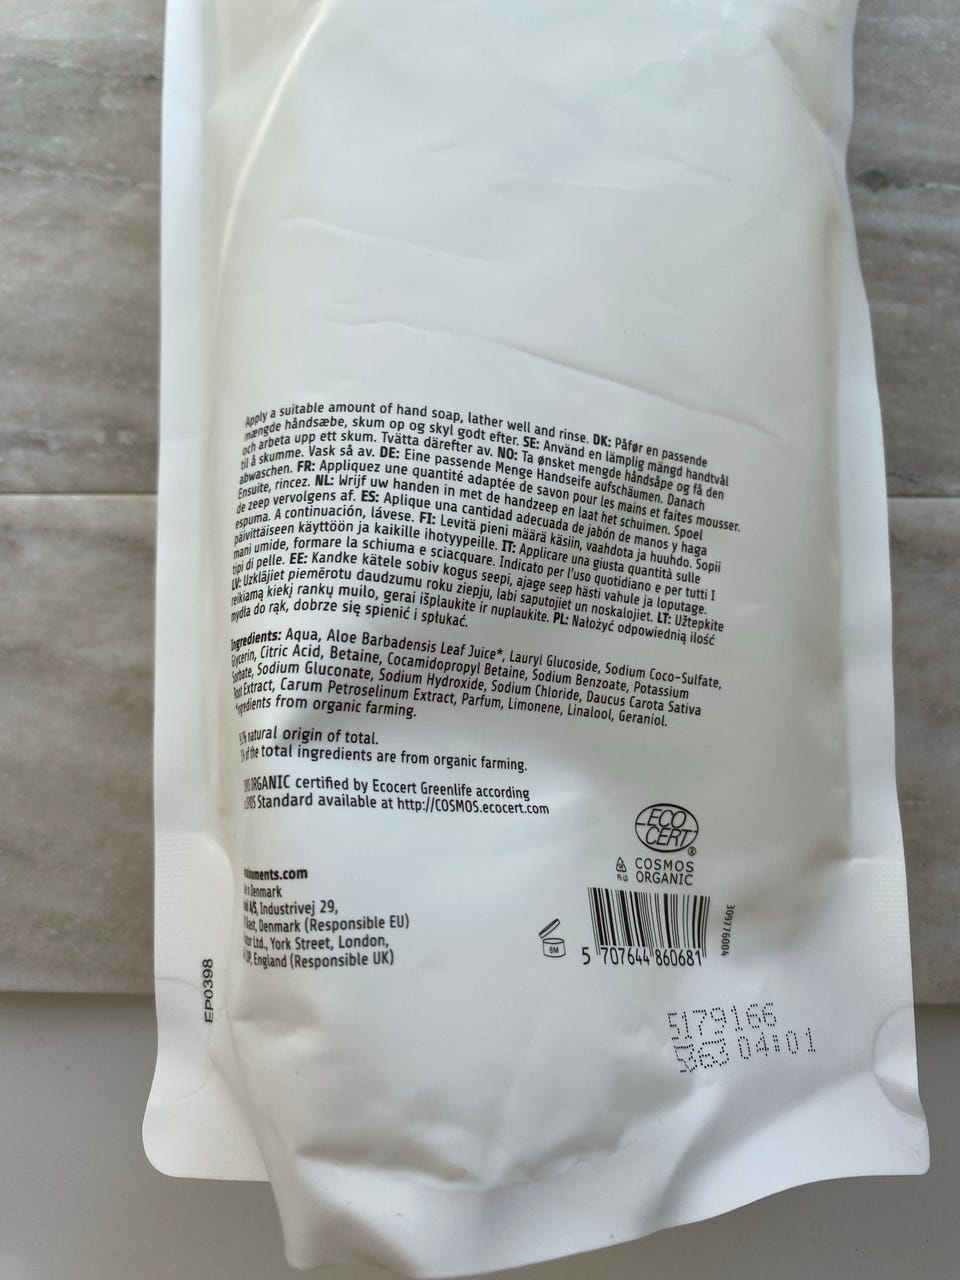 Apply a suitable amount of hand soap, lather well and rinse. DK: Påfør en passende
mængde håndsæbe, skum op og skyl godt efter. SE: Använd en lämplig mängd handtvål
och arbeta upp ett skum. Tvätta därefter av. NO: Ta ønsket mengde håndsåpe og få den
til å skumme. Vask så av. DE: Eine passende Menge Handseife aufschäumen. Danach
abwaschen. FR: Appliquez une quantité adaptée de savon pour les mains et faites mousser.
Ensuite, rincez. NL: Wrijf uw handen in met de handzeep en laat het schuimen. Spoel
de zeep vervolgens af. ES: Aplique una cantidad adecuada de jabón de manos y haga
espuma. A continuación, lávese. FI: Levitä pieni määrä käsiin, vaahdota ja huuhdo. Sopii
päivittäiseen käyttöön ja kaikille ihotyypeille. IT: Applicare una giusta quantità sulle
mani umide, formare la schiuma e sciacquare. Indicato per l'uso quotidiano e per tutti I
tipi di pelle. EE: Kandke kätele sobiv kogus seepi, ajage seep hästi vahule ja loputage.
LV: Uzklājiet piemērotu daudzumu roku ziepju, labi saputojiet un noskalojiet. LT: Užtepkite
reikiamą kiekį rankų muilo, gerai išplaukite ir nuplaukite. PL: Nałożyć odpowiednią ilość
mydła do rąk, dobrze się spienić i spłukać.
Ingredients: Aqua, Aloe Barbadensis Leaf Juice*, Lauryl Glucoside, Sodium Coco-Sulfate,
Glycerin, Citric Acid, Betaine, Cocamidopropyl Betaine, Sodium Benzoate, Potassium
Sorbate, Sodium Gluconate, Sodium Hydroxide, Sodium Chloride, Daucus Carota Sativa
Root Extract, Carum Petroselinum Extract, Parfum, Limonene, Linalool, Geraniol.
*Ingredients from organic farming.
natural origin of total.
of the total ingredients are from organic farming.
ORGANIC certified by Ecocert Greenlife according
Standard available at http://COSMOS.ecocert.com
ECO
CERT
®
COSMOS
ORGANIC
PE-LD
Denmark
A/S, Industrivej 29,
Denmark (Responsible EU)
Ltd., York Street, London,
England (Responsible UK)
6M
5 707644 860681
309776004
EP0398
5179166
563 04:01